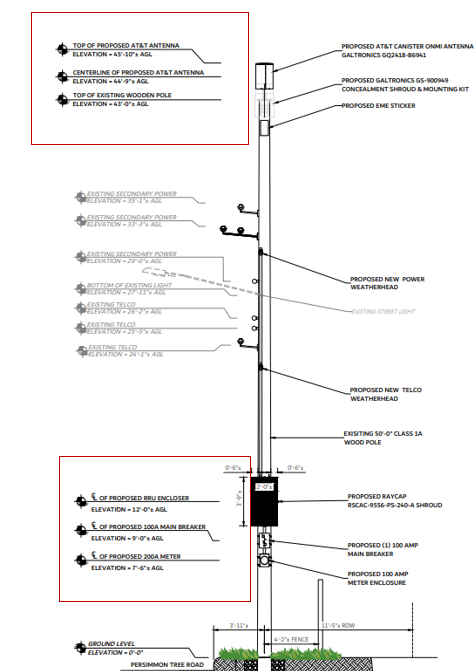 TOP OF PROPOSED AT&T ANTENNA
ELEVATION = 45'-10"± AGL
CENTERLINE OF PROPOSED AT&T ANTENNA
ELEVATION = 44'-9"± AGL
TOP OF EXISTING WOODEN POLE
ELEVATION = 43'-0"± AGL
PROPOSED AT&T CANISTER ONMI ANTENNA
GALTRONICS GQ2418-B6941
PROPOSED GALTRONICS GS-900949
CONCEALMENT SHROUD & MOUNTING KIT
PROPOSED EME STICKER
EXISTING SECONDARY POWER
ELEVATION = 35'-1"± AGL
EXISTING SECONDARY POWER
ELEVATION = 33'-3"± AGL
EXISTING SECONDARY POWER
ELEVATION = 29'-0"± AGL
BOTTOM OF EXISTING LIGHT
ELEVATION = 27'-11"± AGL
EXISTING TELCO
ELEVATION = 26'-2"± AGL
EXISTING TELCO
ELEVATION = 25'-5"± AGL
EXISTING TELCO
ELEVATION = 24'-1"± AGL
PROPOSED NEW POWER
WEATHERHEAD
EXISTING STREET LIGHT
PROPOSED NEW TELCO
WEATHERHEAD
EXISITING 50'-0" CLASS 1A
WOOD POLE
0'-6"±
0'-6"±
2'-0"±
3'-9"±
℄ OF PROPOSED RRU ENCLOSER
ELEVATION = 12'-0"± AGL
℄ OF PROPOSED 100A MAIN BREAKER
ELEVATION = 9'-0"± AGL
℄ OF PROPOSED 200A METER
ELEVATION = 7'-6"± AGL
PROPOSED RAYCAP
RSCAC-9556-PS-240-A SHROUD
PROPOSED (1) 100 AMP
MAIN BREAKER
PROPOSED 100 AMP
METER ENCLOSURE
3'-11"±
11'-5"± ROW
4'-2"± FENCE
GROUND LEVEL
ELEVATION = 0'-0"
PERSIMMON TREE ROAD